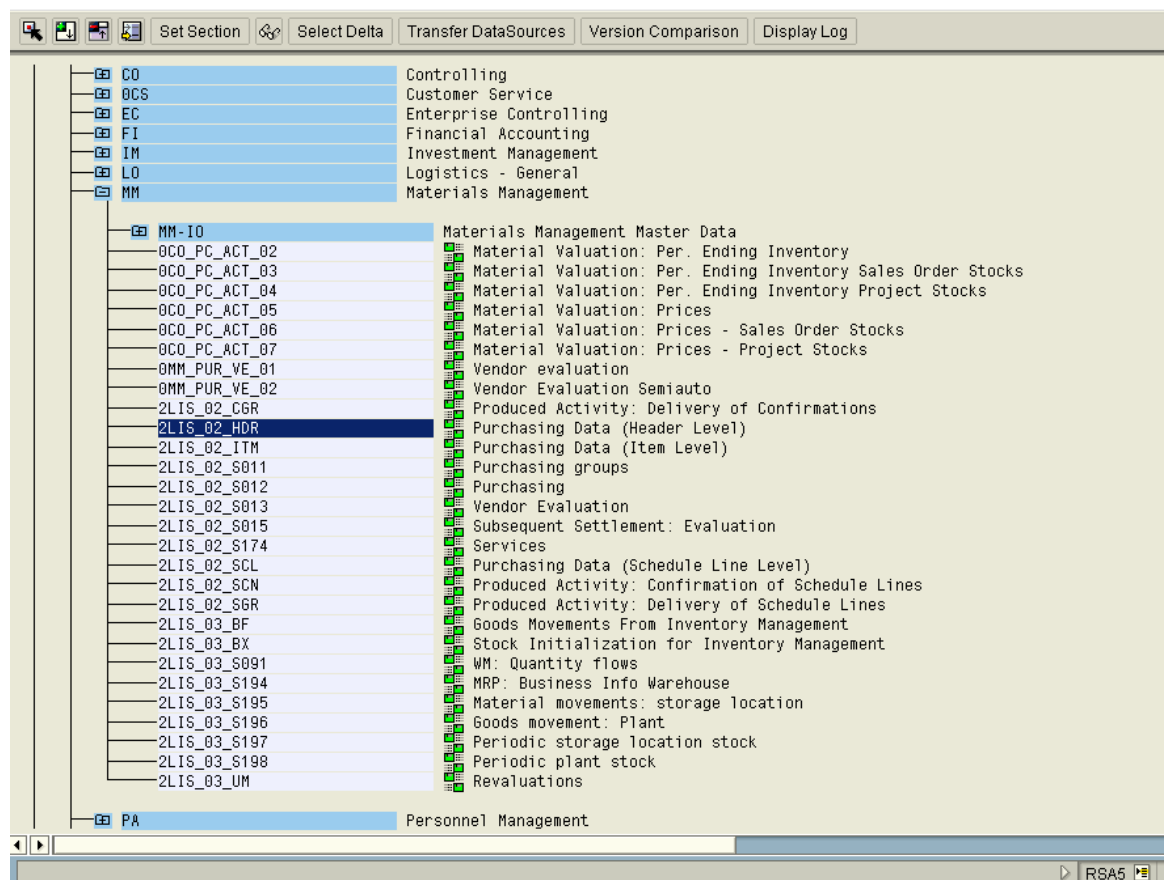 Set Section Select Delta Transfer DataSources Version Comparison Display Log
CO Controlling
0CS Customer Service
EC Enterprise Controlling
FI Financial Accounting
IM Investment Management
LO Logistics - General
MM Materials Management
MM-IO Materials Management Master Data
0CO_PC_ACT_02 Material Valuation: Per. Ending Inventory
0CO_PC_ACT_03 Material Valuation: Per. Ending Inventory Sales Order Stocks
0CO_PC_ACT_04 Material Valuation: Per. Ending Inventory Project Stocks
0CO_PC_ACT_05 Material Valuation: Prices
0CO_PC_ACT_06 Material Valuation: Prices - Sales Order Stocks
0CO_PC_ACT_07 Material Valuation: Prices - Project Stocks
0MM_PUR_VE_01 Vendor evaluation
0MM_PUR_VE_02 Vendor Evaluation Semiauto
2LIS_02_CGR Produced Activity: Delivery of Confirmations
2LIS_02_HDR Purchasing Data (Header Level)
2LIS_02_ITM Purchasing Data (Item Level)
2LIS_02_S011 Purchasing groups
2LIS_02_S012 Purchasing
2LIS_02_S013 Vendor Evaluation
2LIS_02_S015 Subsequent Settlement: Evaluation
2LIS_02_S174 Services
2LIS_02_SCL Purchasing Data (Schedule Line Level)
2LIS_02_SCN Produced Activity: Confirmation of Schedule Lines
2LIS_02_SGR Produced Activity: Delivery of Schedule Lines
2LIS_03_BF Goods Movements From Inventory Management
2LIS_03_BX Stock Initialization for Inventory Management
2LIS_03_S091 WM: Quantity flows
2LIS_03_S194 MRP: Business Info Warehouse
2LIS_03_S195 Material movements: storage location
2LIS_03_S196 Goods movement: Plant
2LIS_03_S197 Periodic storage location stock
2LIS_03_S198 Periodic plant stock
2LIS_03_UM Revaluations
PA Personnel Management
RSA5